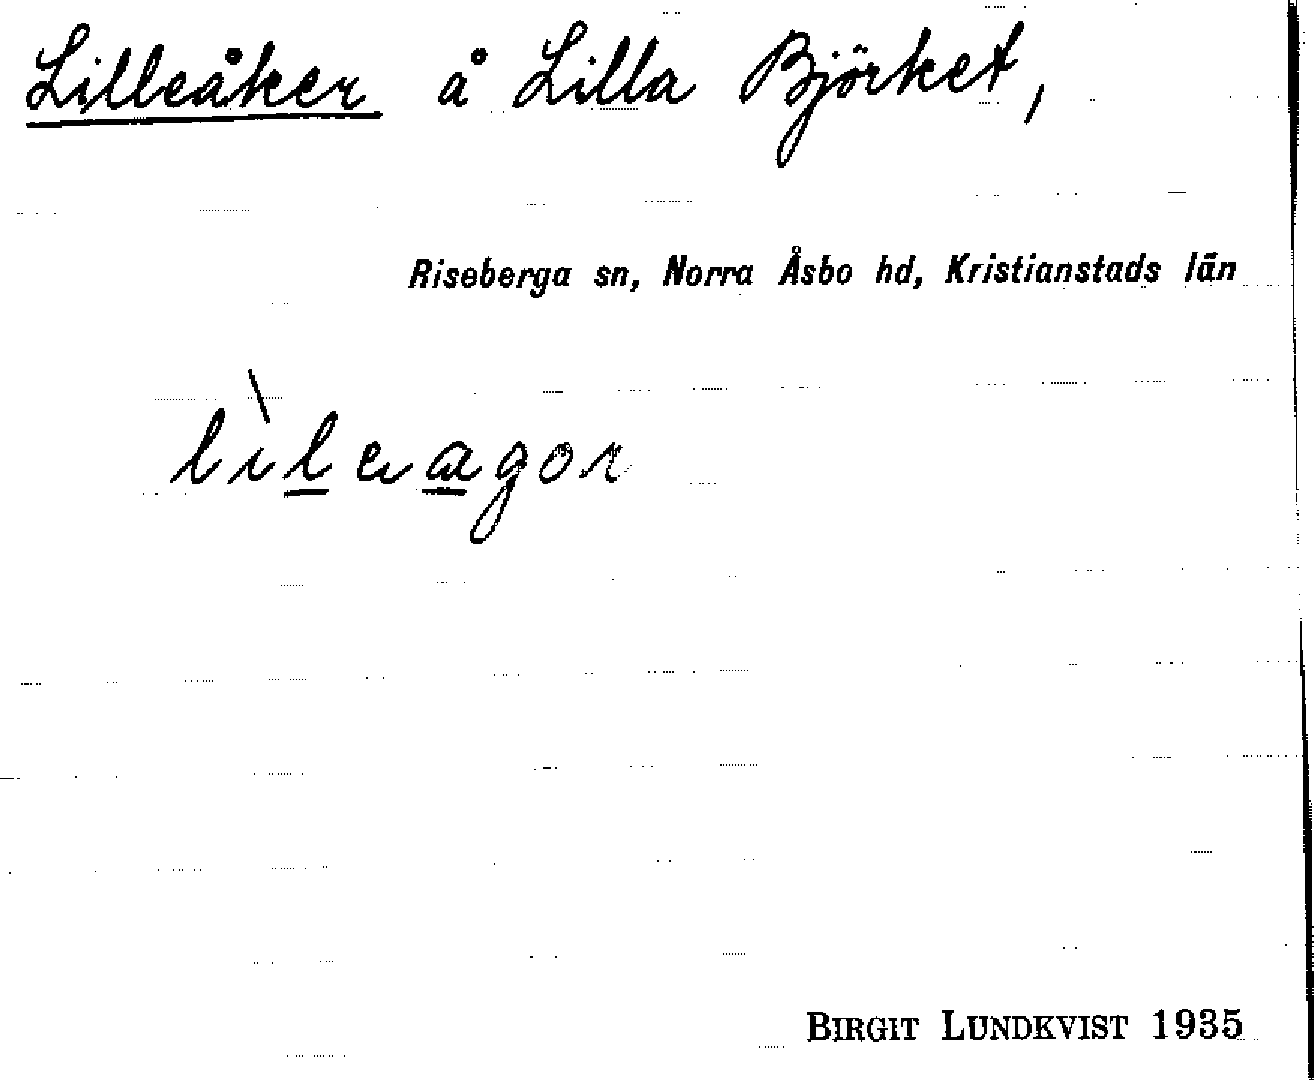 Lilleåker å Lilla Björket,
Riseberga sn, Norra Åsbo hd, Kristianstads län
lìleagor
BIRGIT LUNDKVIST 1935